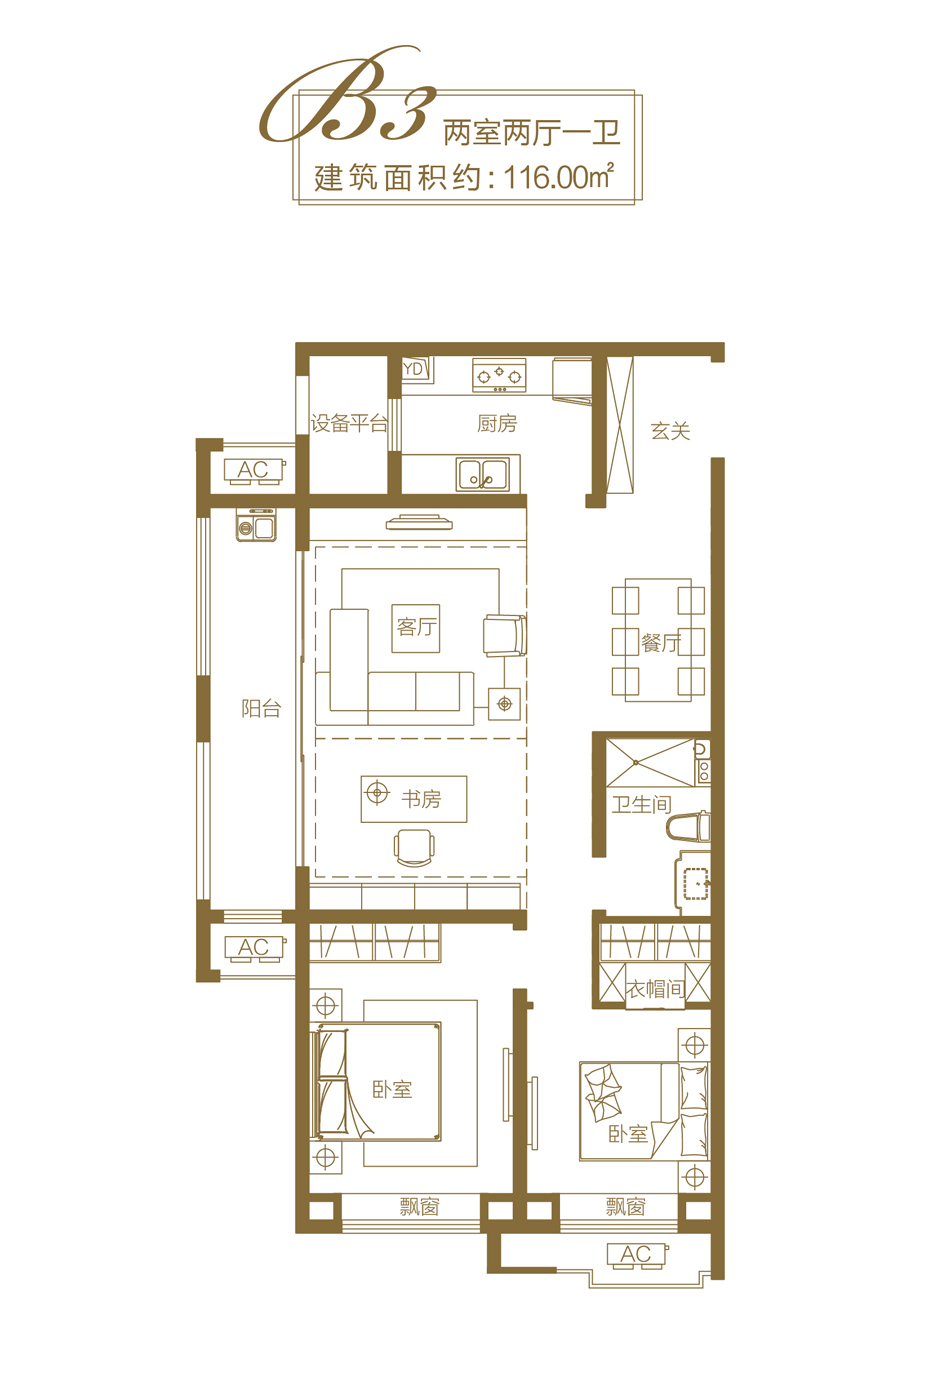 B3 两室两厅一卫
建筑面积约:116.00㎡
YD
设备平台
厨房
玄关
AC
客厅
餐厅
阳台
书房
卫生间
AC
衣帽间
卧室
卧室
飘窗
飘窗
AC